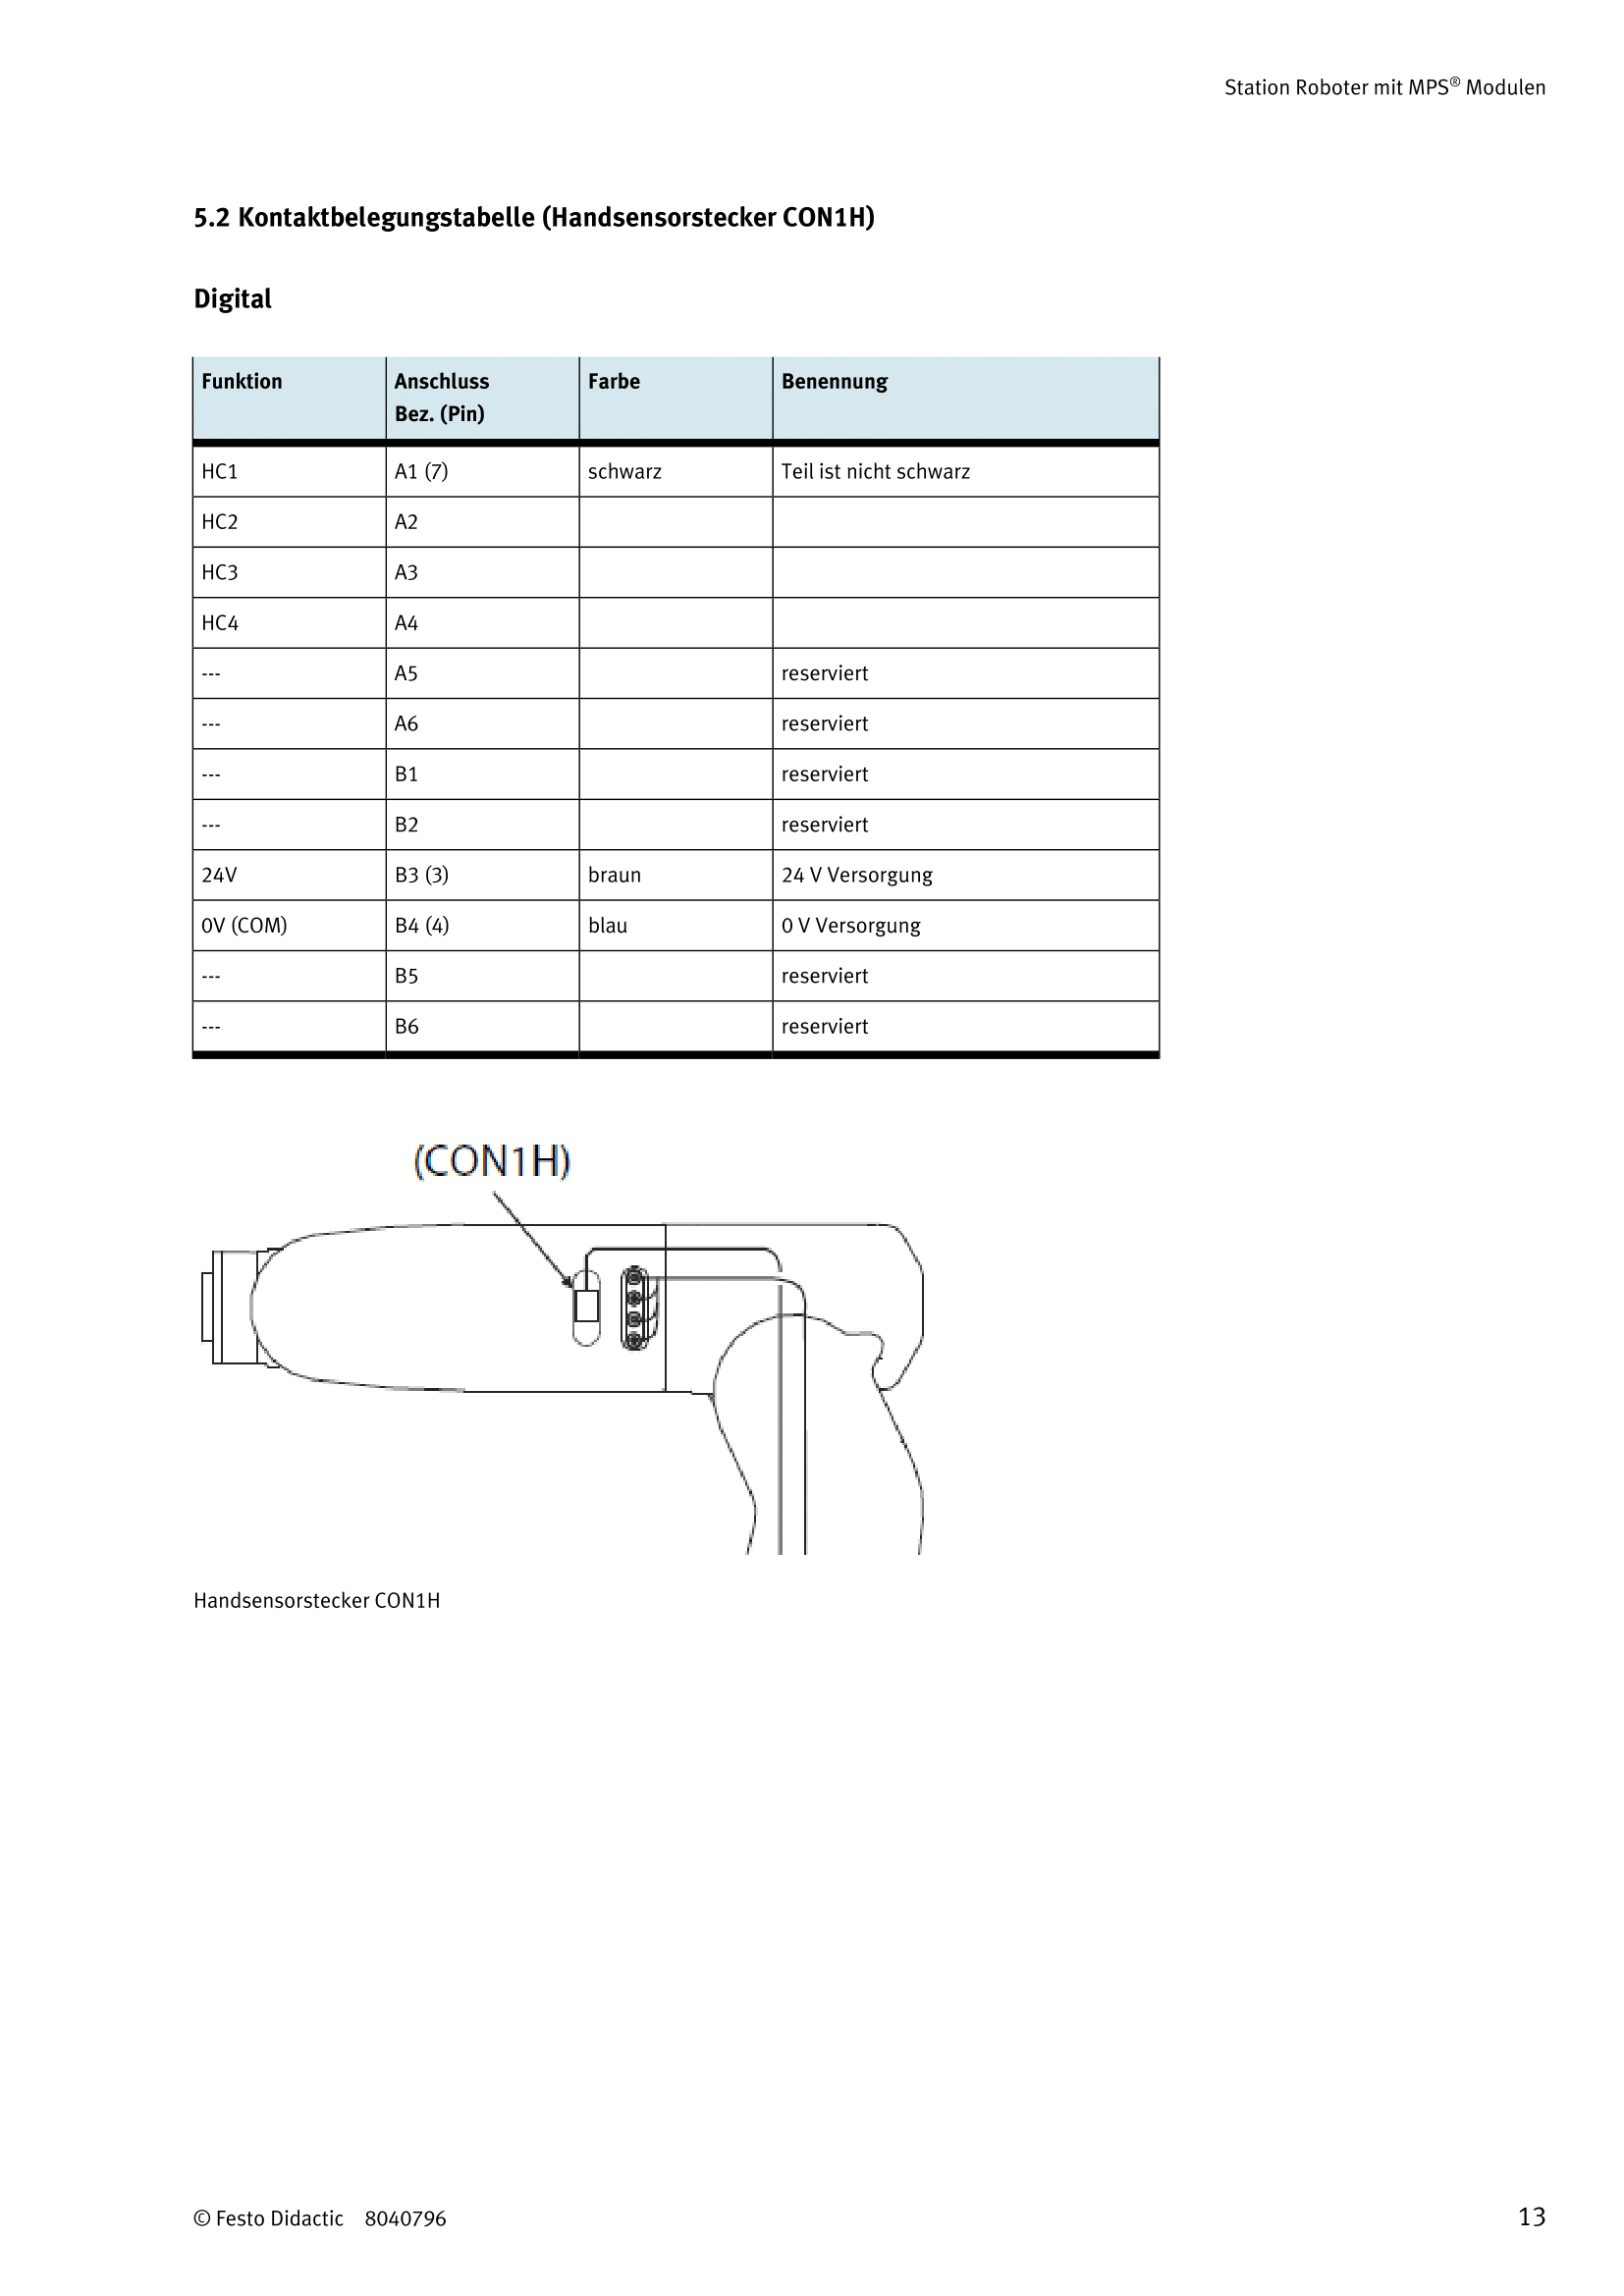 Station Roboter mit MPS® Modulen
5.2 Kontaktbelegungstabelle (Handsensorstecker CON1H)
Digital
Funktion Anschluss Bez. (Pin) Farbe Benennung
HC1 A1 (7) schwarz Teil ist nicht schwarz
HC2 A2
HC3 A3
HC4 A4
--- A5 reserviert
--- A6 reserviert
--- B1 reserviert
--- B2 reserviert
24V B3 (3) braun 24 V Versorgung
0V (COM) B4 (4) blau 0 V Versorgung
--- B5 reserviert
--- B6 reserviert
(CON1H)
Handsensorstecker CON1H
© Festo Didactic 8040796 13